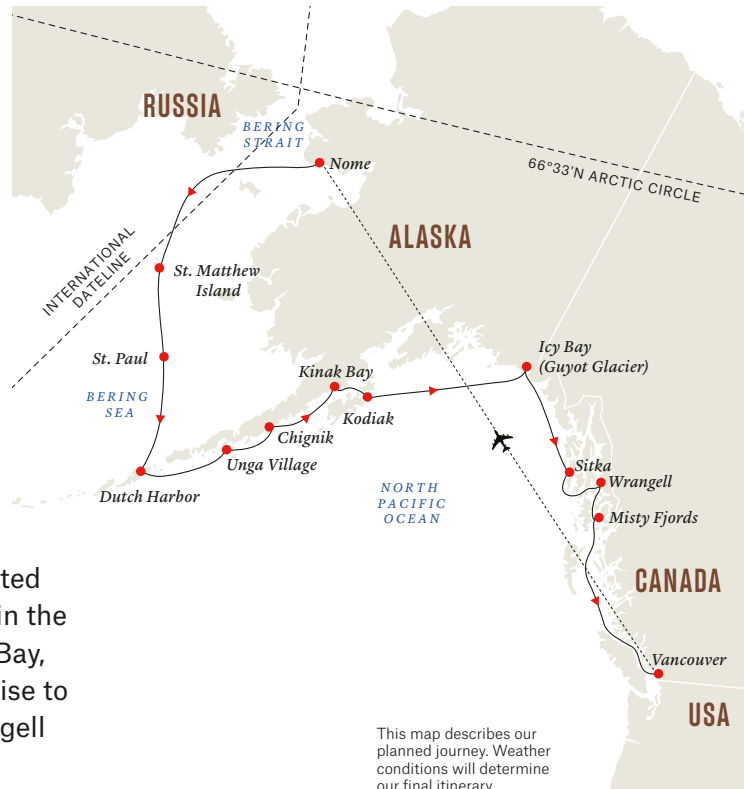 RUSSIA
BERING
STRAIT
Nome
66°33'N ARCTIC CIRCLE
ALASKA
INTERNATIONAL
DATELINE
St. Matthew
Island
St. Paul
BERING
SEA
Icy Bay
(Guyot Glacier)
Kinak Bay
Kodiak
Chignik
Unga Village
Dutch Harbor
Sitka
Wrangell
Misty Fjords
NORTH
PACIFIC
OCEAN
CANADA
Vancouver
USA
ted
in the
Bay,
ise to
gell
This map describes our
planned journey. Weather
conditions will determine
our final itinerary